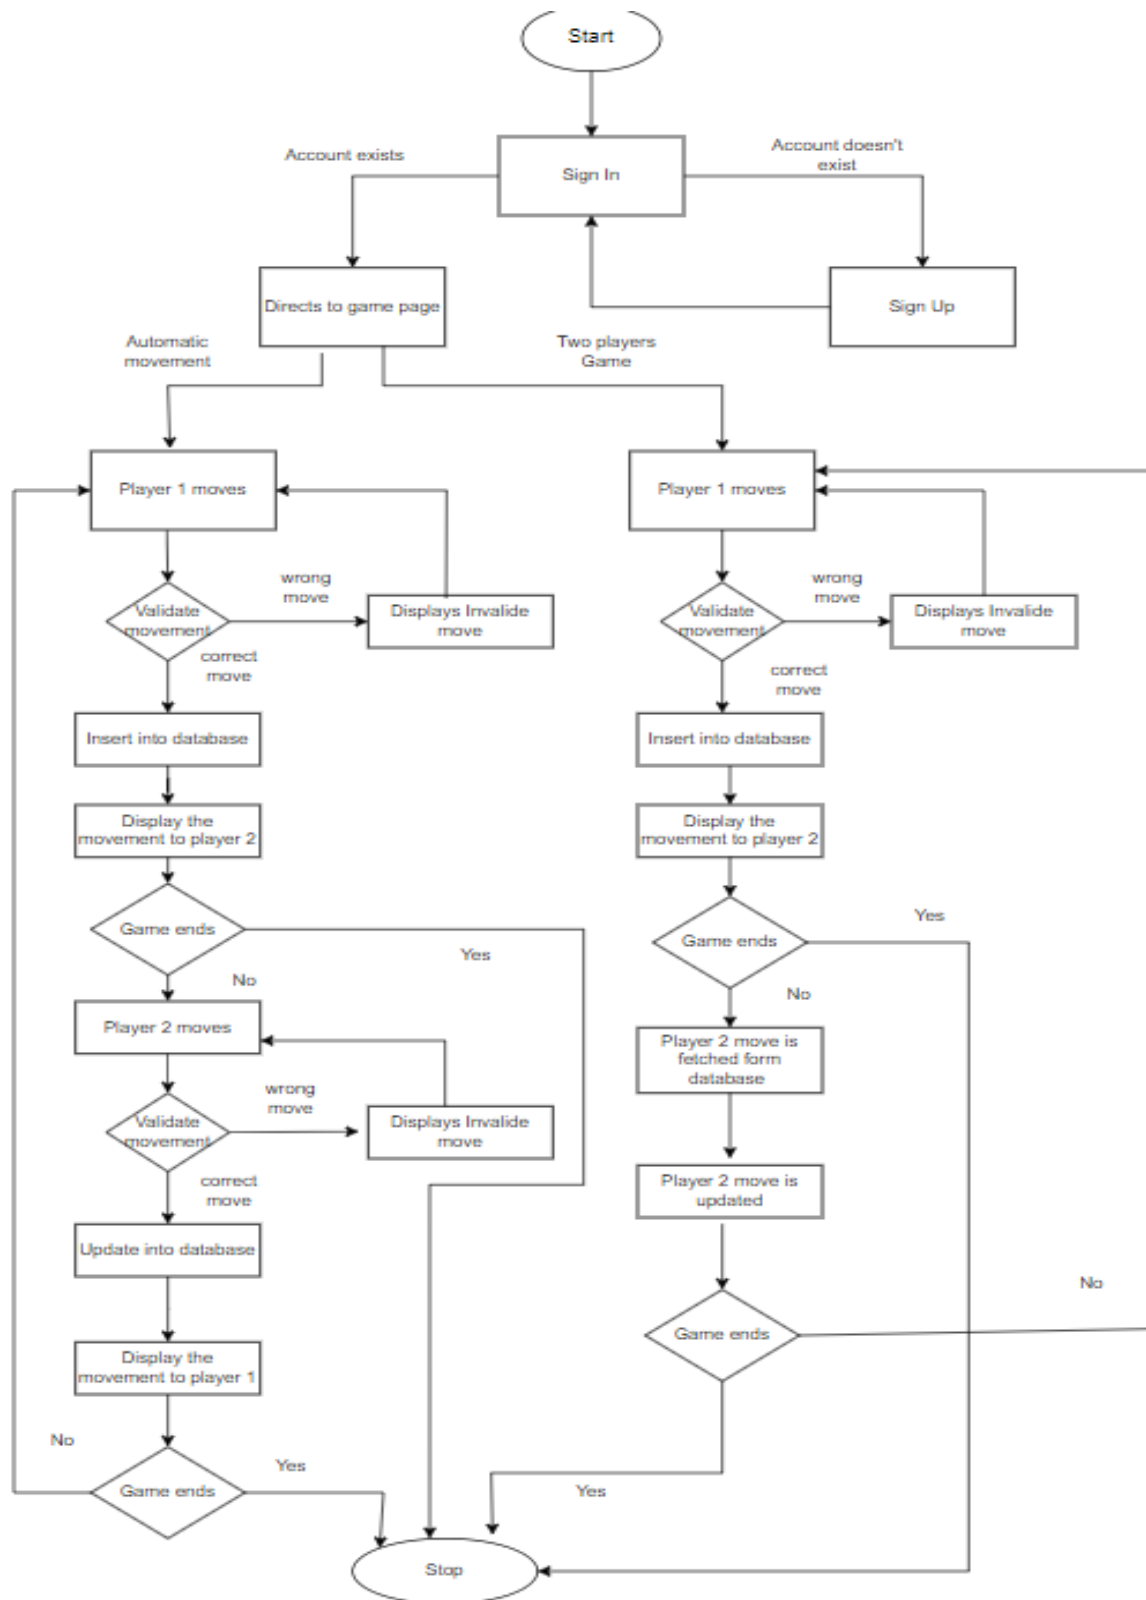 Start
Account exists
Account doesn't
exist
Sign In
Directs to game page
Sign Up
Automatic
movement
Two players
Game
Player 1 moves
Player 1 moves
wrong
move
wrong
move
Validate
movement
Displays Invalide
move
Validate
movement
Displays Invalide
move
correct
move
correct
move
Insert into database
Insert into database
Display the
movement to player 2
Display the
movement to player 2
Game ends
Yes
Yes
Game ends
No
No
Player 2 moves
Player 2 move is
fetched form
database
wrong
move
Validate
movement
Displays Invalide
move
correct
move
Player 2 move is
updated
Update into database
No
Game ends
Display the
movement to player 1
No
Yes
Game ends
Yes
Stop